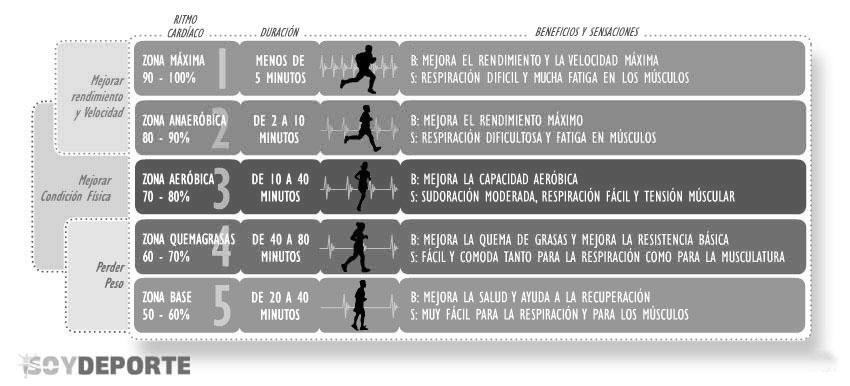 RITMO
CARDÍACO
DURACIÓN
BENEFICIOS Y SENSACIONES
Mejorar
rendimiento
y Velocidad
ZONA MÁXIMA
90 - 100%
1
MENOS DE
5 MINUTOS
B: MEJORA EL RENDIMIENTO Y LA VELOCIDAD MÁXIMA
S: RESPIRACIÓN DIFICIL Y MUCHA FATIGA EN LOS MÚSCULOS
ZONA ANAERÓBICA
80 - 90%
2
DE 2 A 10
MINUTOS
B: MEJORA EL RENDIMIENTO MÁXIMO
S: RESPIRACIÓN DIFICULTOSA Y FATIGA EN MÚSCULOS
Mejorar
Condición Física
ZONA AERÓBICA
70 - 80%
3
DE 10 A 40
MINUTOS
B: MEJORA LA CAPACIDAD AERÓBICA
S: SUDORACIÓN MODERADA, RESPIRACIÓN FÁCIL Y TENSIÓN MÚSCULAR
ZONA QUEMAGRASAS
60 - 70%
4
DE 40 A 80
MINUTOS
B: MEJORA LA QUEMA DE GRASAS Y MEJORA LA RESISTENCIA BÁSICA
S: FÁCIL Y COMODA TANTO PARA LA RESPIRACIÓN COMO PARA LA MUSCULATURA
Perder
Peso
ZONA BASE
50 - 60%
5
DE 20 A 40
MINUTOS
B: MEJORA LA SALUD Y AYUDA A LA RECUPERACIÓN
S: MUY FÁCIL PARA LA RESPIRACIÓN Y PARA LOS MÚSCULOS
SOYDEPORTE